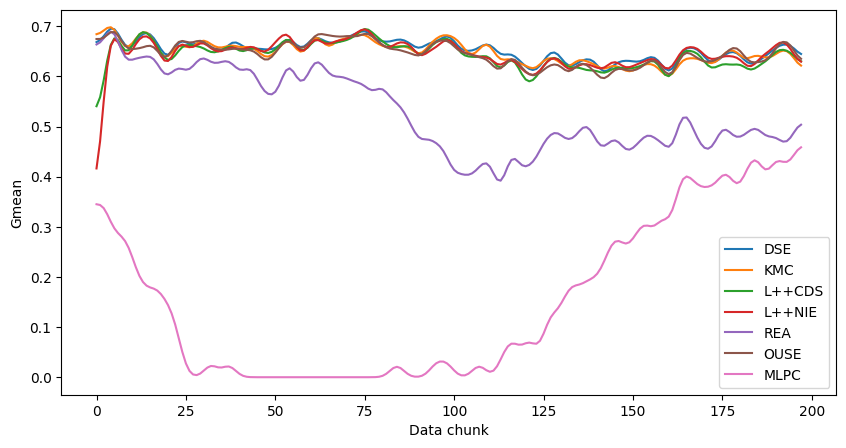 0.7
0.6
0.5
0.4
0.3
0.2
0.1
0.0
Gmean
0 25 50 75 100 125 150 175 200
Data chunk
DSE
KMC
L++CDS
L++NIE
REA
OUSE
MLPC